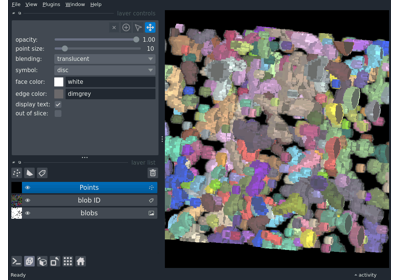 File View Plugins Window Help
layer controls
opacity: 1.00
point size: 10
blending: translucent
symbol: disc
face color: white
edge color: dimgrey
display text:
out of slice:
layer list
Points
blob ID
blobs
Ready activity